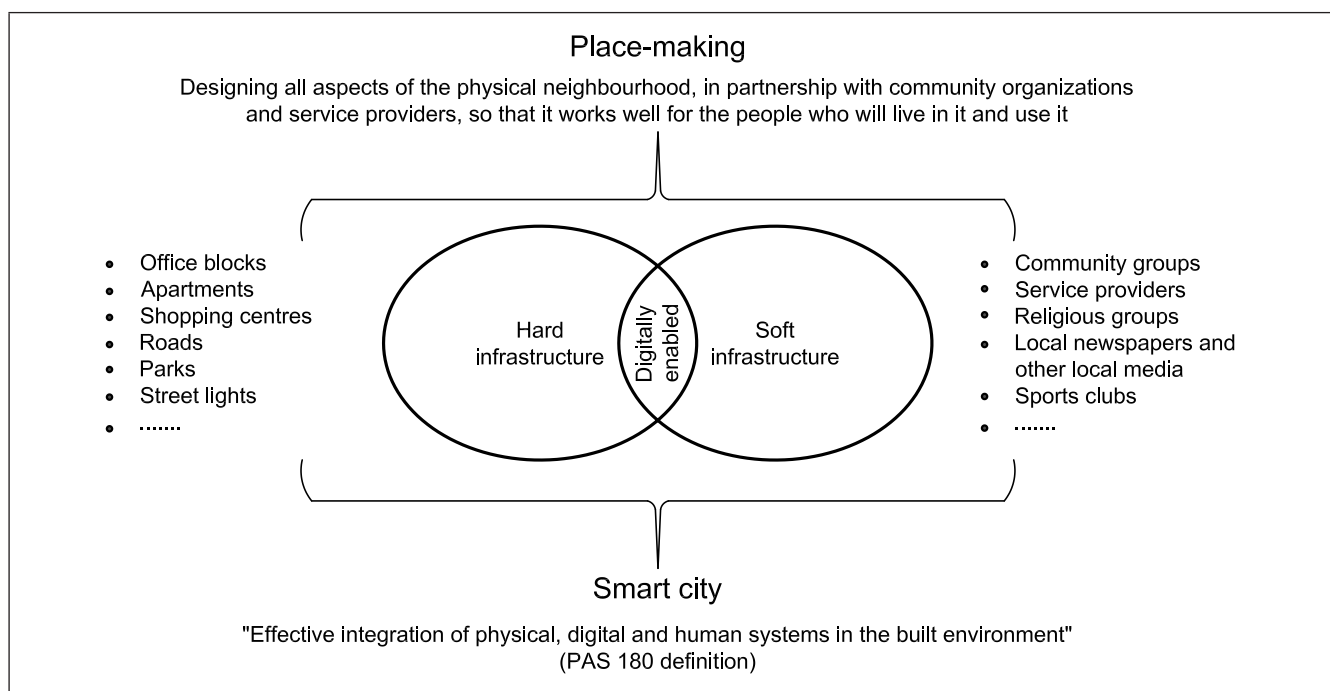 Place-making
Designing all aspects of the physical neighbourhood, in partnership with community organizations
and service providers, so that it works well for the people who will live in it and use it
• Office blocks
• Apartments
• Shopping centres
• Roads
• Parks
• Street lights
• .......
Hard
infrastructure
Digitally
enabled
Soft
infrastructure
• Community groups
• Service providers
• Religious groups
• Local newspapers and
other local media
• Sports clubs
• .......
Smart city
"Effective integration of physical, digital and human systems in the built environment"
(PAS 180 definition)